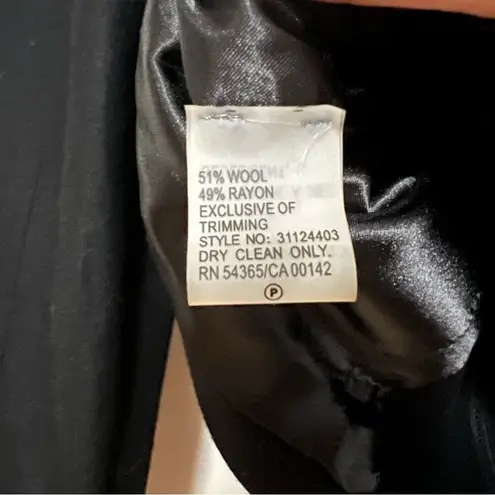 51% WOOL
49% RAYON
EXCLUSIVE OF
TRIMMING
STYLE NO: 31124403
DRY CLEAN ONLY.
RN 54365/CA 00142
P